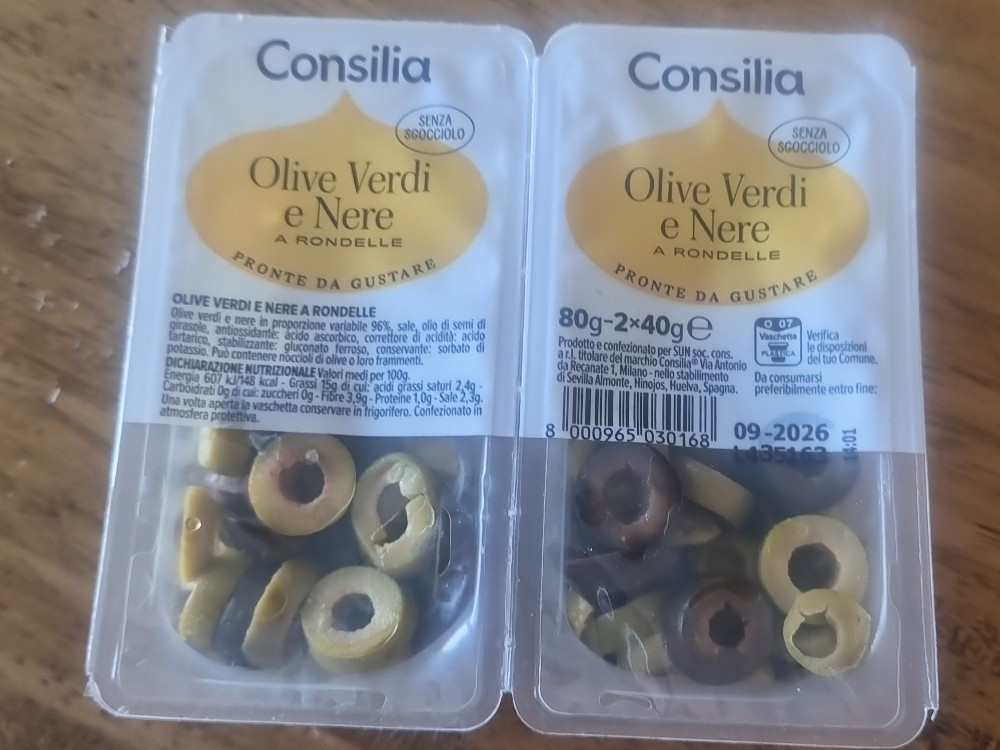 Consilia
SENZA
SGOCCIOLO
Olive Verdi
e Nere
A RONDELLE
PRONTE DA GUSTARE
OLIVE VERDI E NERE A RONDELLE
Olive verdi e nere in proporzione variabile 96%, sale, olio di semi di
girasole, antiossidante: acido ascorbico, correttore di acidità: acido
tartarico, stabilizzante: gluconato ferroso, conservante: sorbato di
potassio. Può contenere noccioli di olive o loro frammenti.
DICHIARAZIONE NUTRIZIONALE Valori medi per 100g.
Energia 607 kJ/148 kcal - Grassi 15g di cui: acidi grassi saturi 2,4g -
Carboidrati 0g di cui: zuccheri 0g - Fibre 3,9g - Proteine 1,0g - Sale 2,3g.
Una volta aperta la vaschetta conservare in frigorifero. Confezionato in
atmosfera protettiva.
Consilia
SENZA
SGOCCIOLO
Olive Verdi
e Nere
A RONDELLE
PRONTE DA GUSTARE
80g-2×40g e
Prodotto e confezionato per SUN soc. cons.
a r.l. titolare del marchio Consilia® Via Antonio
da Recanate 1, Milano - nello stabilimento
di Sevilla Almonte, Hinojos, Huelva, Spagna.
O 07
Vaschetta
PLASTICA
Verifica
le disposizioni
del tuo Comune.
Da consumarsi
preferibilmente entro fine:
8 000965 030168
09-2026
14:01